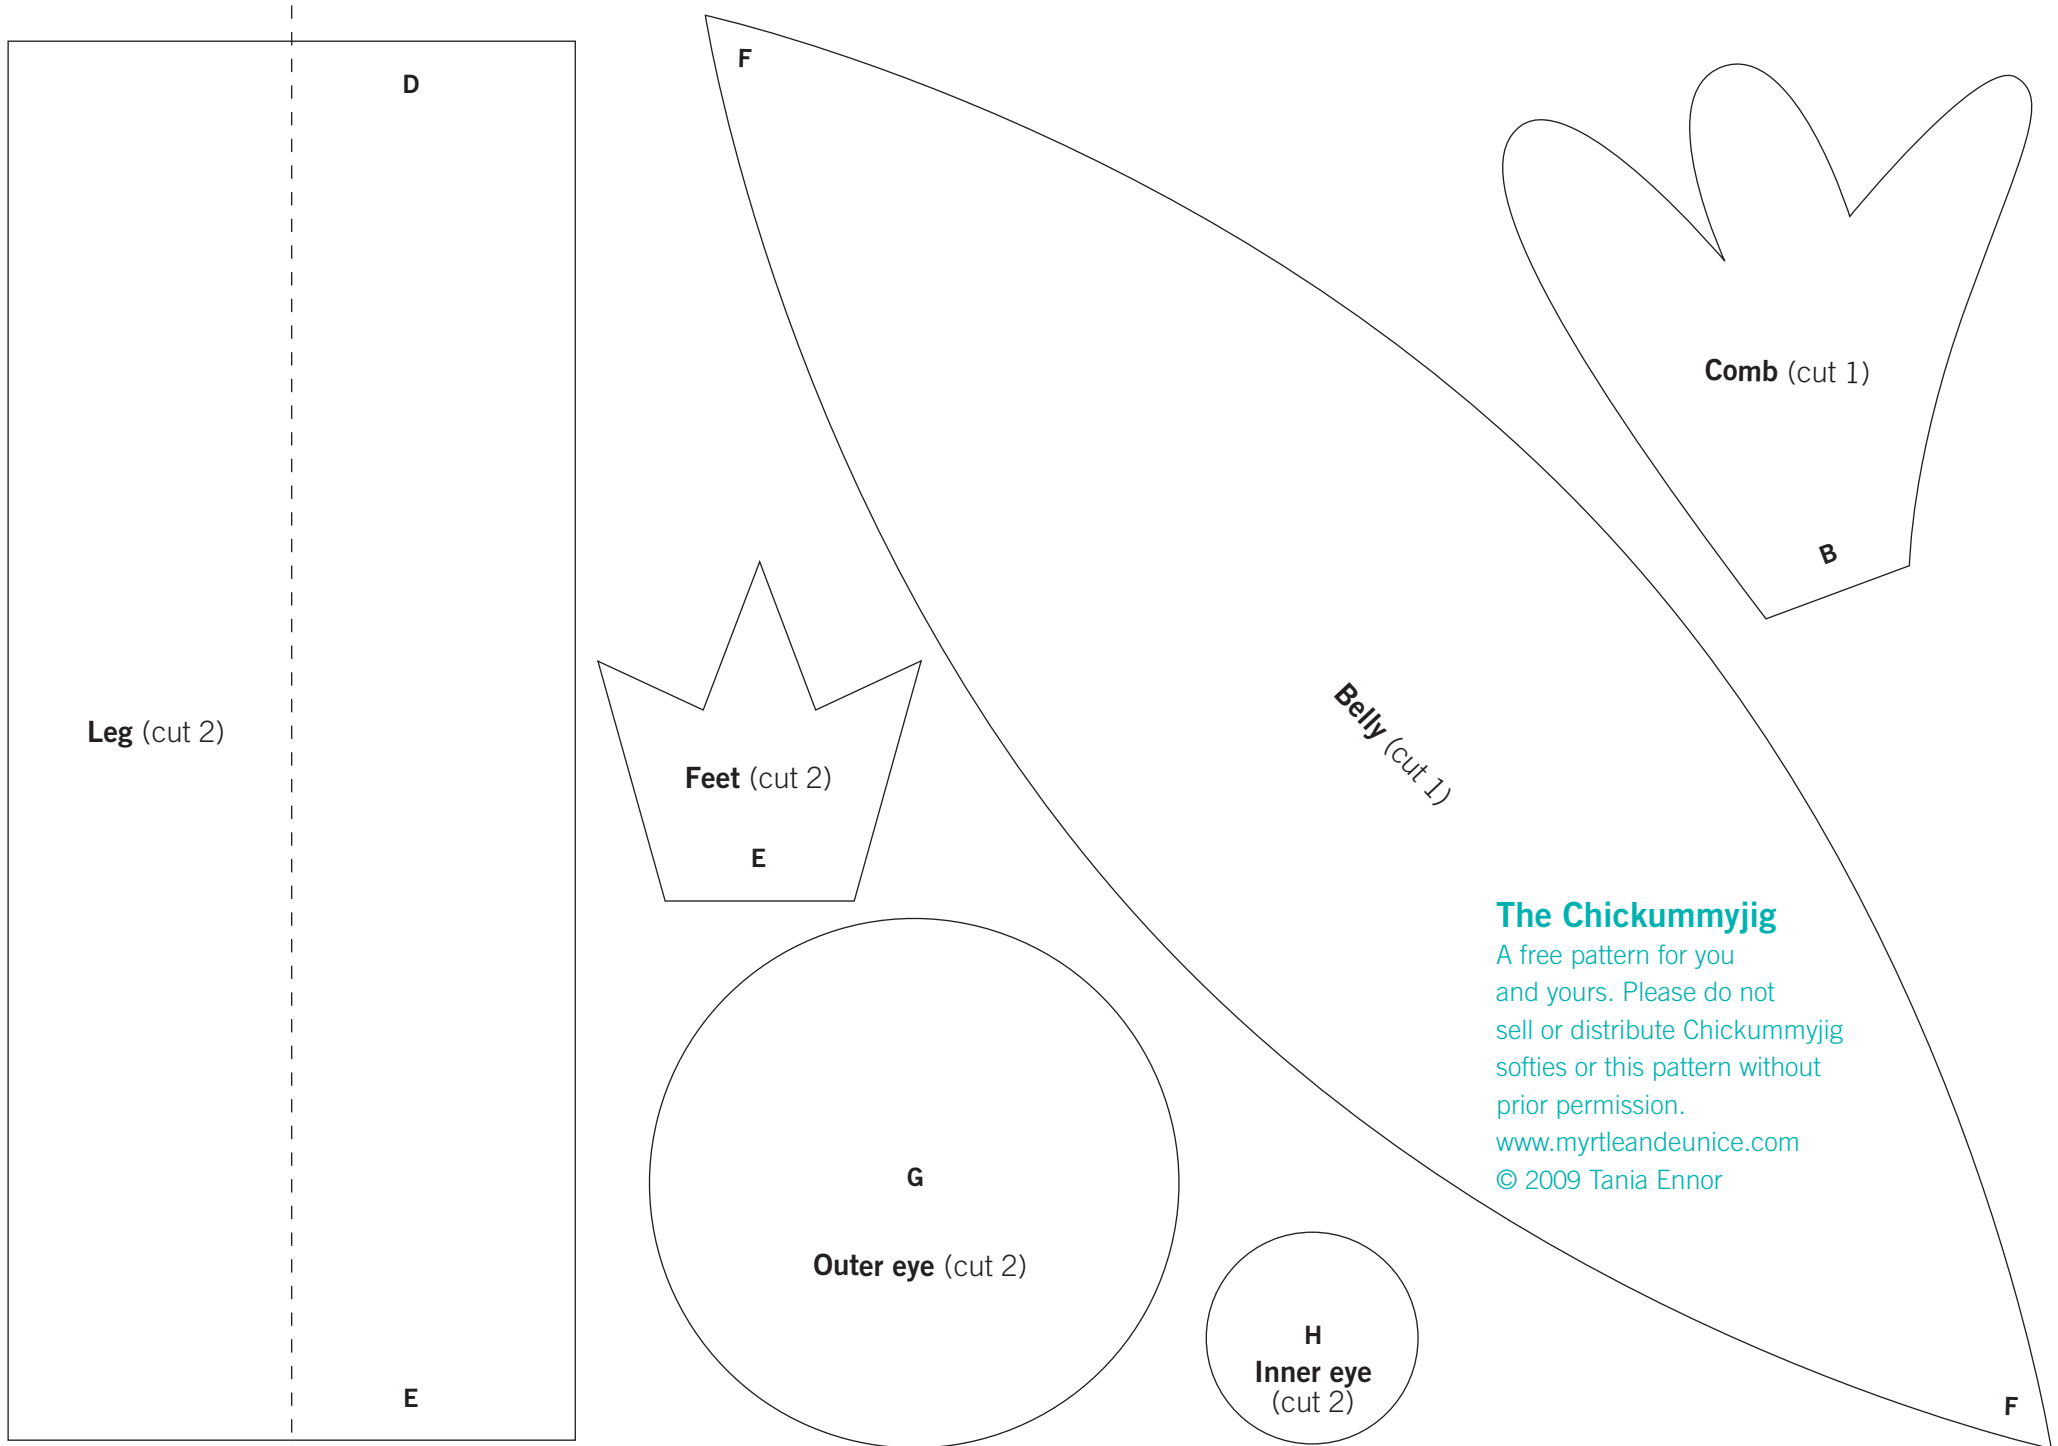 D
Leg (cut 2)
E
Feet (cut 2)
E
G
Outer eye (cut 2)
H
Inner eye
(cut 2)
F
Belly (cut 1)
F
Comb (cut 1)
B
The Chickummyjig
A free pattern for you
and yours. Please do not
sell or distribute Chickummyjig
softies or this pattern without
prior permission.
www.myrtleandeunice.com
© 2009 Tania Ennor